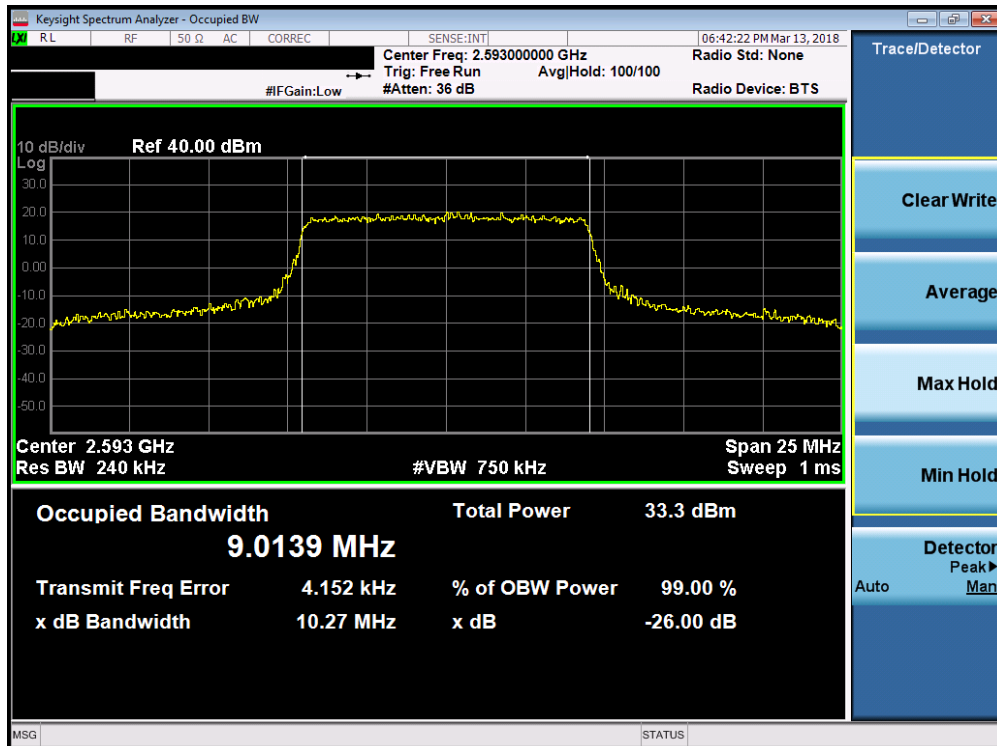 Keysight Spectrum Analyzer - Occupied BW
LXI RL RF 50 Ω AC CORREC SENSE:INT 06:42:22 PM Mar 13, 2018
Center Freq: 2.593000000 GHz Radio Std: None
Trig: Free Run Avg|Hold: 100/100
#IFGain:Low #Atten: 36 dB Radio Device: BTS
10 dB/div Ref 40.00 dBm
Log
30.0
20.0
10.0
0.00
-10.0
-20.0
-30.0
-40.0
-50.0
Center 2.593 GHz Span 25 MHz
Res BW 240 kHz #VBW 750 kHz Sweep 1 ms
Occupied Bandwidth Total Power 33.3 dBm
9.0139 MHz
Transmit Freq Error 4.152 kHz % of OBW Power 99.00 %
x dB Bandwidth 10.27 MHz x dB -26.00 dB
MSG STATUS
Trace/Detector
Clear Write
Average
Max Hold
Min Hold
Detector
Peak▶
Auto Man